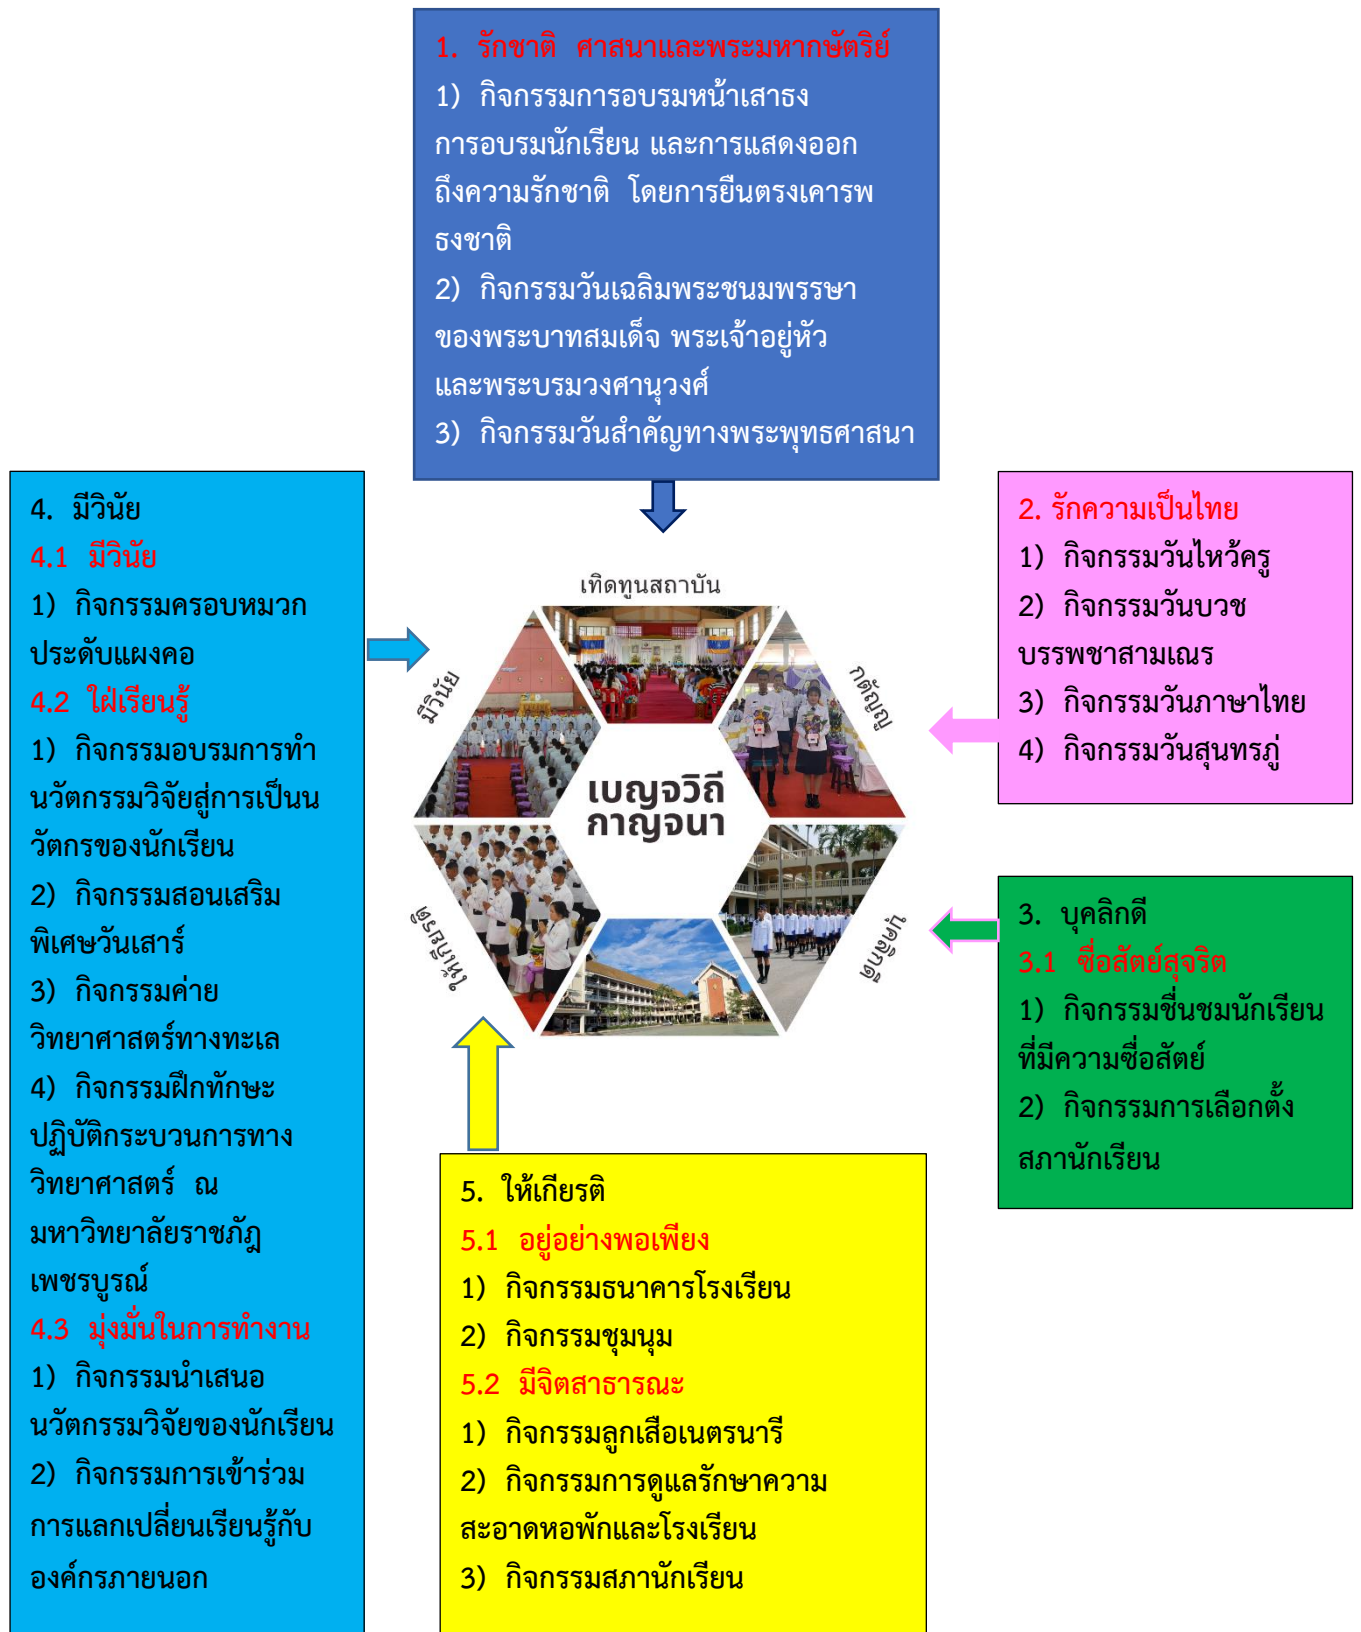 1. รักชาติ ศาสนาและพระมหากษัตริย์
1) กิจกรรมการอบรมหน้าเสาธง
การอบรมนักเรียน และการแสดงออก
ถึงความรักชาติ โดยการยืนตรงเคารพ
ธงชาติ
2) กิจกรรมวันเฉลิมพระชนมพรรษา
ของพระบาทสมเด็จ พระเจ้าอยู่หัว
และพระบรมวงศานุวงศ์
3) กิจกรรมวันสำคัญทางพระพุทธศาสนา
2. รักความเป็นไทย
1) กิจกรรมวันไหว้ครู
2) กิจกรรมวันบวช
บรรพชาสามเณร
3) กิจกรรมวันภาษาไทย
4) กิจกรรมวันสุนทรภู่
3. บุคลิกดี
3.1 ซื่อสัตย์สุจริต
1) กิจกรรมชื่นชมนักเรียน
ที่มีความซื่อสัตย์
2) กิจกรรมการเลือกตั้ง
สภานักเรียน
4. มีวินัย
4.1 มีวินัย
1) กิจกรรมครอบหมวก
ประดับแผงคอ
4.2 ใฝ่เรียนรู้
1) กิจกรรมอบรมการทำ
นวัตกรรมวิจัยสู่การเป็นน
วัตกรของนักเรียน
2) กิจกรรมสอนเสริม
พิเศษวันเสาร์
3) กิจกรรมค่าย
วิทยาศาสตร์ทางทะเล
4) กิจกรรมฝึกทักษะ
ปฏิบัติกระบวนการทาง
วิทยาศาสตร์ ณ
มหาวิทยาลัยราชภัฎ
เพชรบูรณ์
4.3 มุ่งมั่นในการทำงาน
1) กิจกรรมนำเสนอ
นวัตกรรมวิจัยของนักเรียน
2) กิจกรรมการเข้าร่วม
การแลกเปลี่ยนเรียนรู้กับ
องค์กรภายนอก
5. ให้เกียรติ
5.1 อยู่อย่างพอเพียง
1) กิจกรรมธนาคารโรงเรียน
2) กิจกรรมชุมนุม
5.2 มีจิตสาธารณะ
1) กิจกรรมลูกเสือเนตรนารี
2) กิจกรรมการดูแลรักษาความ
สะอาดหอพักและโรงเรียน
3) กิจกรรมสภานักเรียน
เทิดทูนสถาบัน
กตัญญู
บุคลิกดี
ให้เกียรติ
มีวินัย
เบญจวิถี
กาญจนา